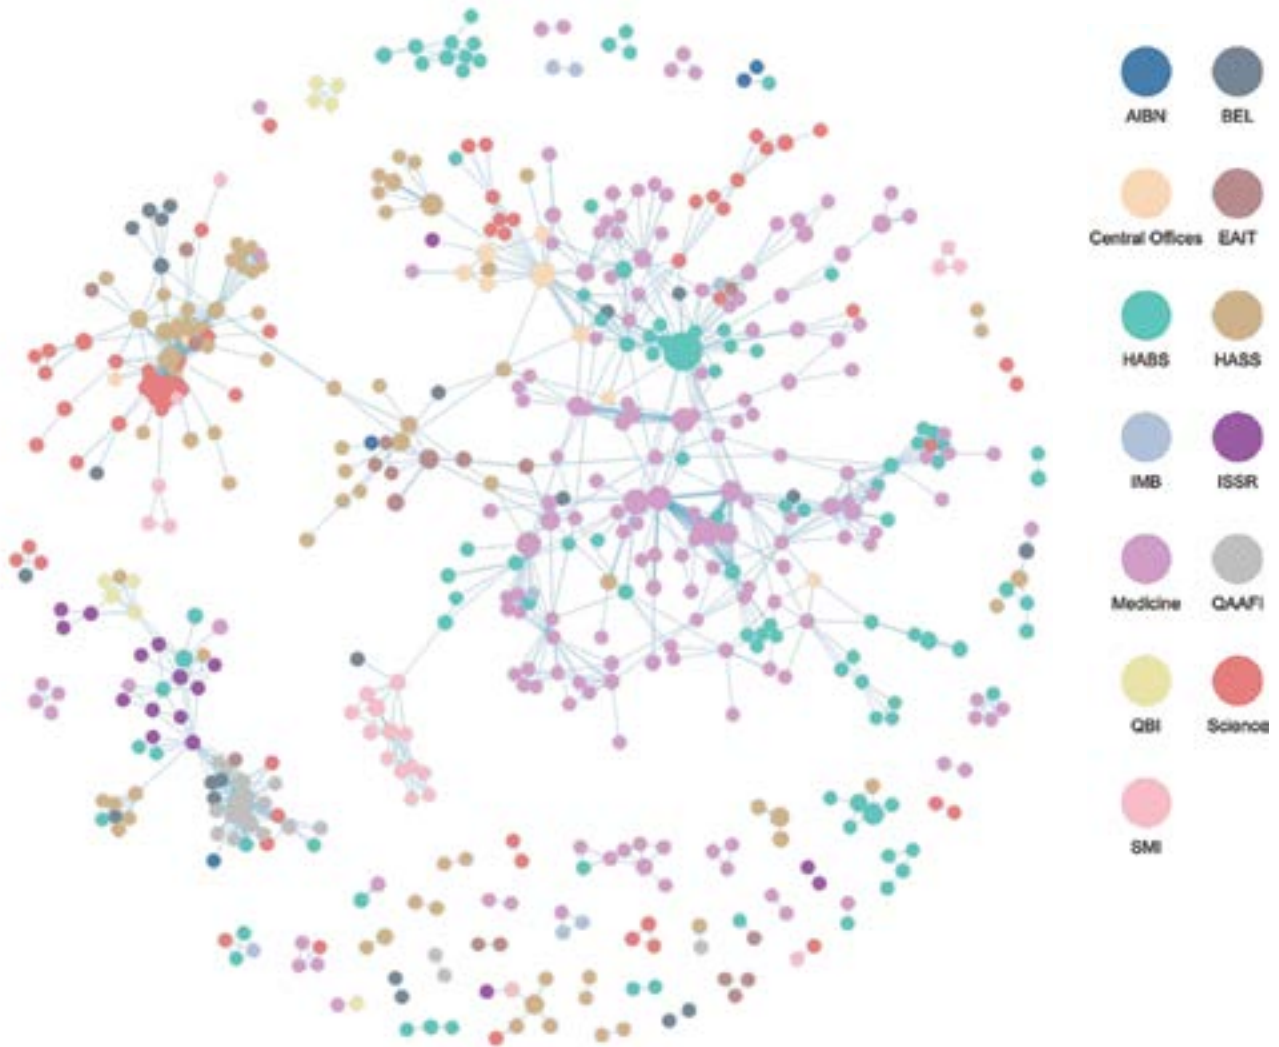 AIBN BEL
Central Offices EAIT
HABS HASS
IMB ISSR
Medicine QAAFI
QBI Science
SMI